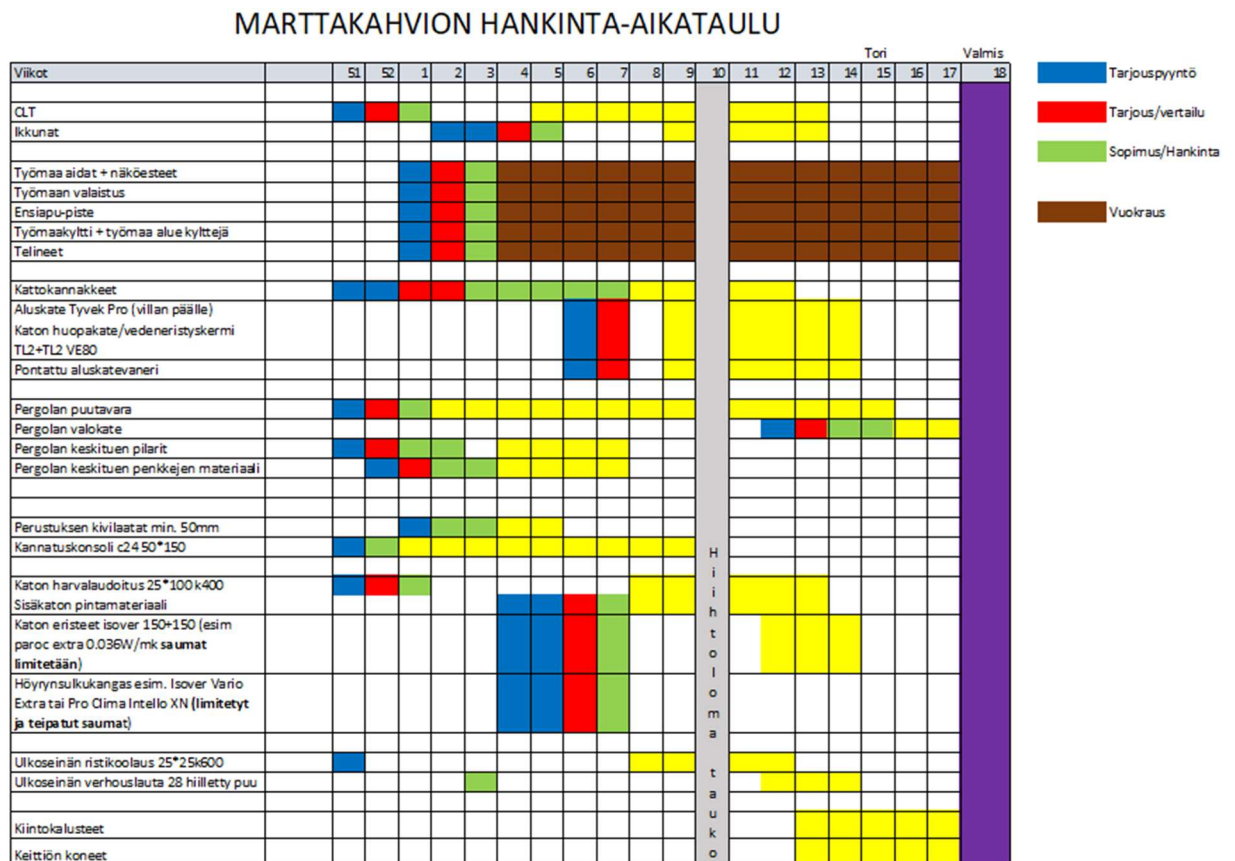 MARTTAKAHVION HANKINTA-AIKATAULU
Tori Valmis
Viikot 51 52 1 2 3 4 5 6 7 8 9 10 11 12 13 14 15 16 17 18
CLT
Ikkunat
Työmaa aidat + näköesteet
Työmaan valaistus
Ensiapu-piste
Työmaakyltti + työmaa alue kylttejä
Telineet
Kattokannakkeet
Aluskate Tyvek Pro (villan päälle)
Katon huopakate/vedeneristyskermi
TL2+TL2 VE80
Pontattu aluskatevaneri
Pergolan puutavara
Pergolan valokate
Pergolan keskituen pilarit
Pergolan keskituen penkkejen materiaali
Perustuksen kivilaatat min. 50mm
Kannatuskonsoli c24 50*150
Katon harvalaudoitus 25*100 k400
Sisäkaton pintamateriaali
Katon eristeet isover 150+150 (esim
paroc extra 0.036W/mk saumat
limitetään)
Höyrynsulkukangas esim. Isover Vario
Extra tai Pro Clima Intello XN (limitetyt
ja teipatut saumat)
Ulkoseinän ristikoolaus 25*25k600
Ulkoseinän verhouslauta 28 hiilletty puu
Kiintokalusteet
Keittiön koneet
Hiihtoloma tauko
Tarjouspyyntö
Tarjous/vertailu
Sopimus/Hankinta
Vuokraus